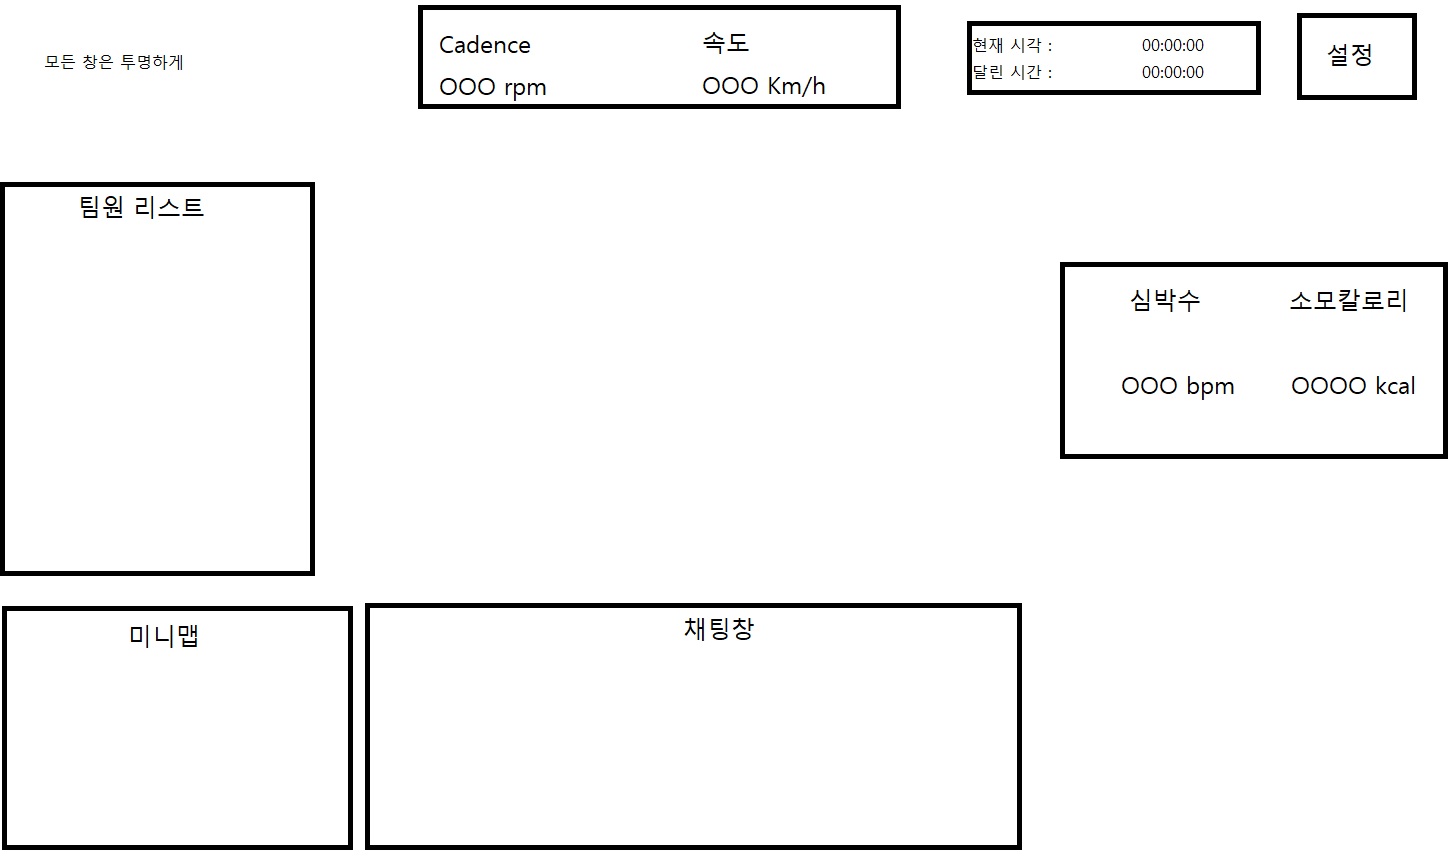 모든 창은 투명하게
Cadence 속도
OOO rpm OOO Km/h
현재 시각 : 00:00:00
달린 시간 : 00:00:00
설정
팀원 리스트
심박수 소모칼로리
OOO bpm OOOO kcal
미니맵
채팅창